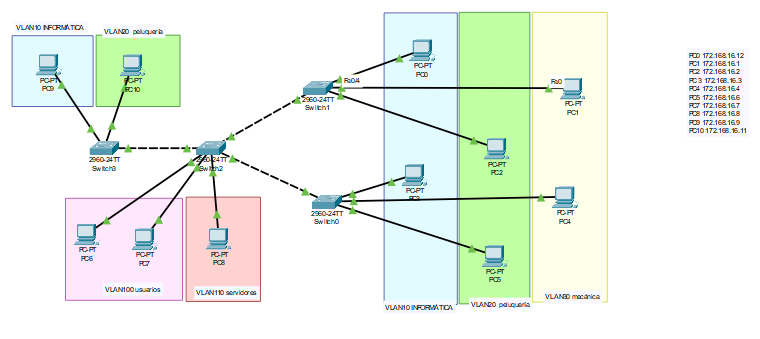 VLAN10 INFORMÁTICA
VLAN20 peluquería
PC-PT
PC9
PC-PT
PC10
2960-24TT
Switch3
2960-24TT
Switch2
2960-24TT
Switch1
Fa0/4
PC-PT
PC0
Fa0
PC-PT
PC1
PC-PT
PC2
PC-PT
PC3
2960-24TT
Switch0
PC-PT
PC4
PC-PT
PC5
PC-PT
PC6
PC-PT
PC7
PC-PT
PC8
VLAN100 usuarios
VLAN110 servidores
VLAN10 INFORMÁTICA
VLAN20 peluquería
VLAN30 mecánica
PC0 172.168.16.12
PC1 172.168.16.1
PC2 172.168.16.2
PC3 172.168.16.3
PC4 172.168.16.4
PC5 172.168.16.6
PC6 172.168.16.7
PC8 172.168.16.8
PC9 172.168.16.9
PC10 172.168.16.11